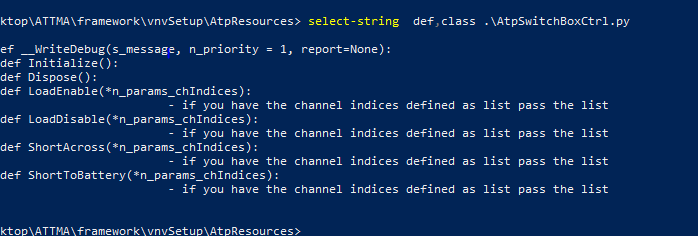 ktop\ATTMA\framework\vnvSetup\AtpResources> select-string  def,class .\AtpSwitchBoxCtrl.py
ef __WriteDebug(s_message, n_priority = 1, report=None):
def Initialize():
def Dispose():
def LoadEnable(*n_params_chIndices):
- if you have the channel indices defined as list pass the list
def LoadDisable(*n_params_chIndices):
- if you have the channel indices defined as list pass the list
def ShortAcross(*n_params_chIndices):
- if you have the channel indices defined as list pass the list
def ShortToBattery(*n_params_chIndices):
- if you have the channel indices defined as list pass the list
ktop\ATTMA\framework\vnvSetup\AtpResources>